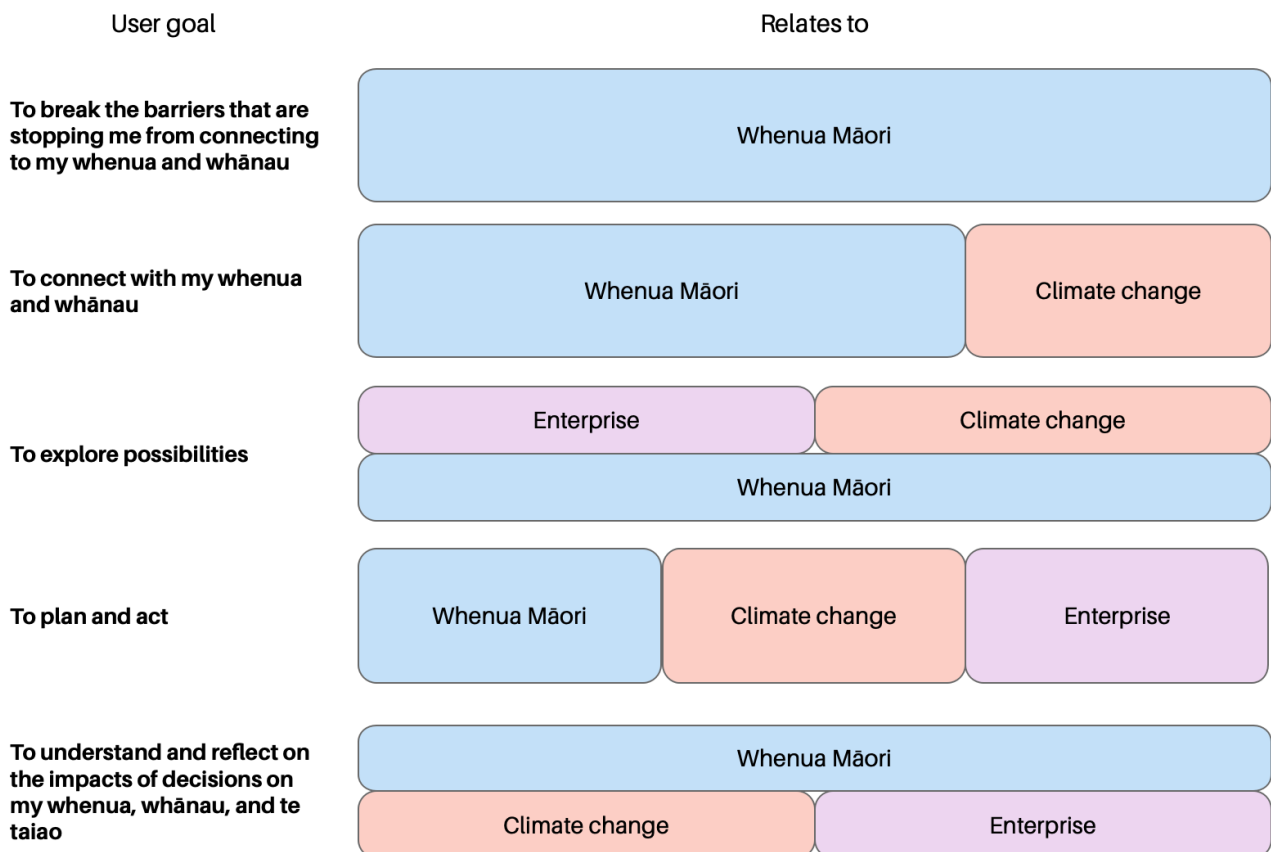 User goal
Relates to
To break the barriers that are
stopping me from connecting
to my whenua and whānau
Whenua Māori
To connect with my whenua
and whānau
Whenua Māori
Climate change
To explore possibilities
Enterprise
Climate change
Whenua Māori
To plan and act
Whenua Māori
Climate change
Enterprise
To understand and reflect on
the impacts of decisions on
my whenua, whānau, and te
taiao
Whenua Māori
Climate change
Enterprise